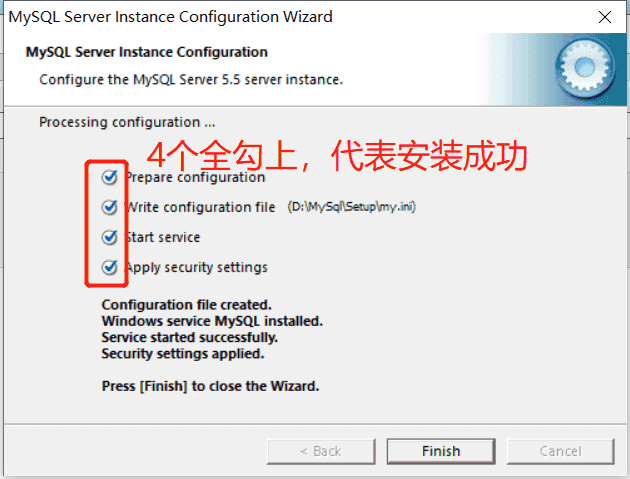 MySQL Server Instance Configuration Wizard
MySQL Server Instance Configuration
Configure the MySQL Server 5.5 server instance.
Processing configuration ...
4个全勾上，代表安装成功
Prepare configuration
Write configuration file (D:\MySql\Setup\my.ini)
Start service
Apply security settings
Configuration file created.
Windows service MySQL installed.
Service started successfully.
Security settings applied.
Press [Finish] to close the Wizard.
< Back
Finish
Cancel